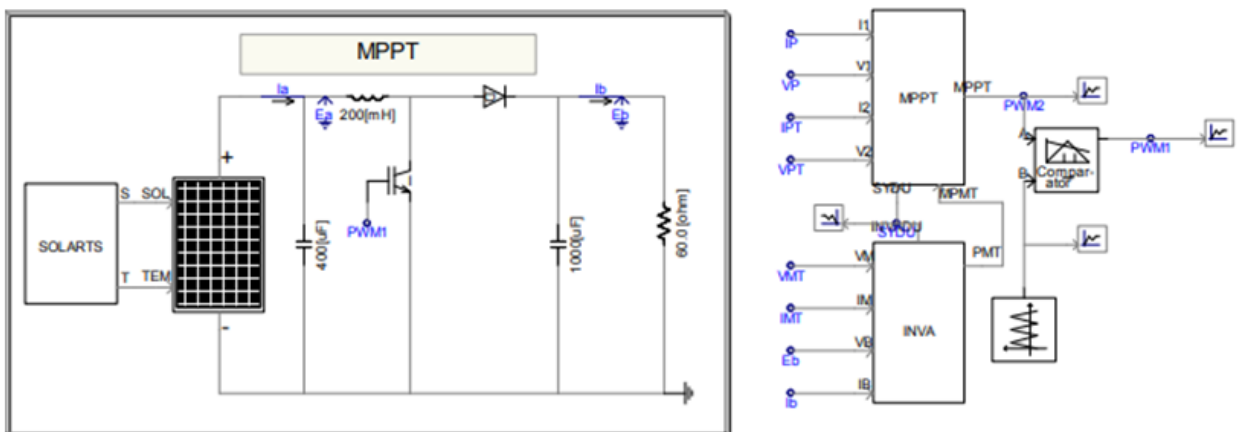 MPPT
Ia
Ea
200[mH]
Ib
Eb
+
S SOL
SOLARTS
T TEM
-
400[uF]
PWM1
1000[uF]
60.0 [ohm]
IP
I1
VP
V1
IPT
I2
VPT
V2
MPPT
MPPT
PWM2
A
B
Compar-
ator
PWM1
SYDU
MPMT
SYDU
PMT
VMT
VM
IMT
IM
Eb
VB
Ib
IB
INVA